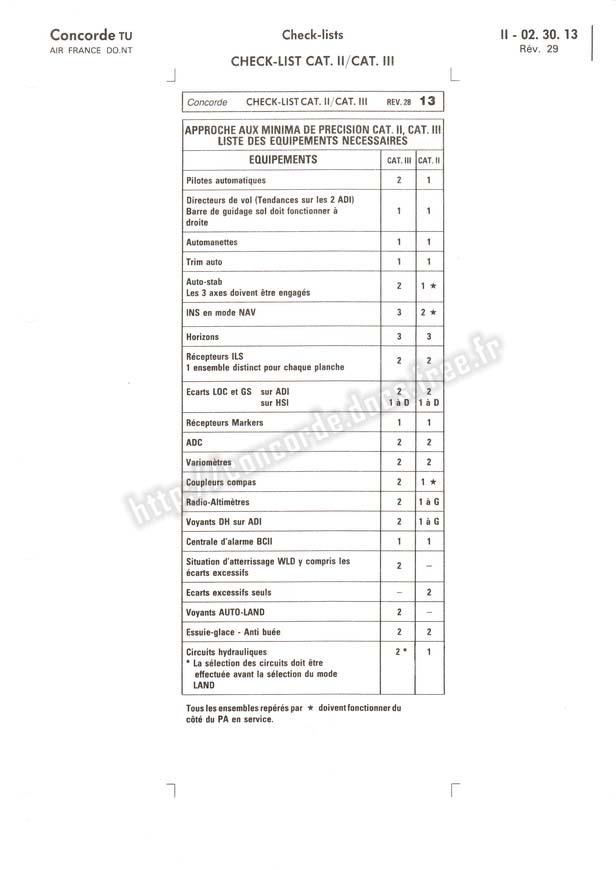 Concorde TU
AIR FRANCE DO.NT
Check-lists
II - 02. 30. 13
Rév. 29
CHECK-LIST CAT. II/CAT. III
Concorde CHECK-LIST CAT. II/CAT. III REV. 28 13
APPROCHE AUX MINIMA DE PRECISION CAT. II, CAT. III
LISTE DES EQUIPEMENTS NECESSAIRES
EQUIPEMENTS CAT. III CAT. II
Pilotes automatiques 2 1
Directeurs de vol (Tendances sur les 2 ADI)
Barre de guidage sol doit fonctionner à 1 1
droite
Automanettes 1 1
Trim auto 1 1
Auto-stab 2 1 ★
Les 3 axes doivent être engagés
INS en mode NAV 3 2 ★
Horizons 3 3
Récepteurs ILS 2 2
1 ensemble distinct pour chaque planche
Ecarts LOC et GS sur ADI 2 2
sur HSI 1 à D 1 à D
Récepteurs Markers 1 1
ADC 2 2
Variomètres 2 2
Coupleurs compas 2 1 ★
Radio-Altimètres 2 1 à G
Voyants DH sur ADI 2 1 à G
Centrale d'alarme BCII 1 1
Situation d'atterrissage WLD y compris les 2 –
écarts excessifs
Ecarts excessifs seuls – 2
Voyants AUTO-LAND 2 –
Essuie-glace - Anti buée 2 2
Circuits hydrauliques 2 * 1
* La sélection des circuits doit être
effectuée avant la sélection du mode
LAND
Tous les ensembles repérés par ★ doivent fonctionner du
côté du PA en service.
http://concorde.docs.free.fr